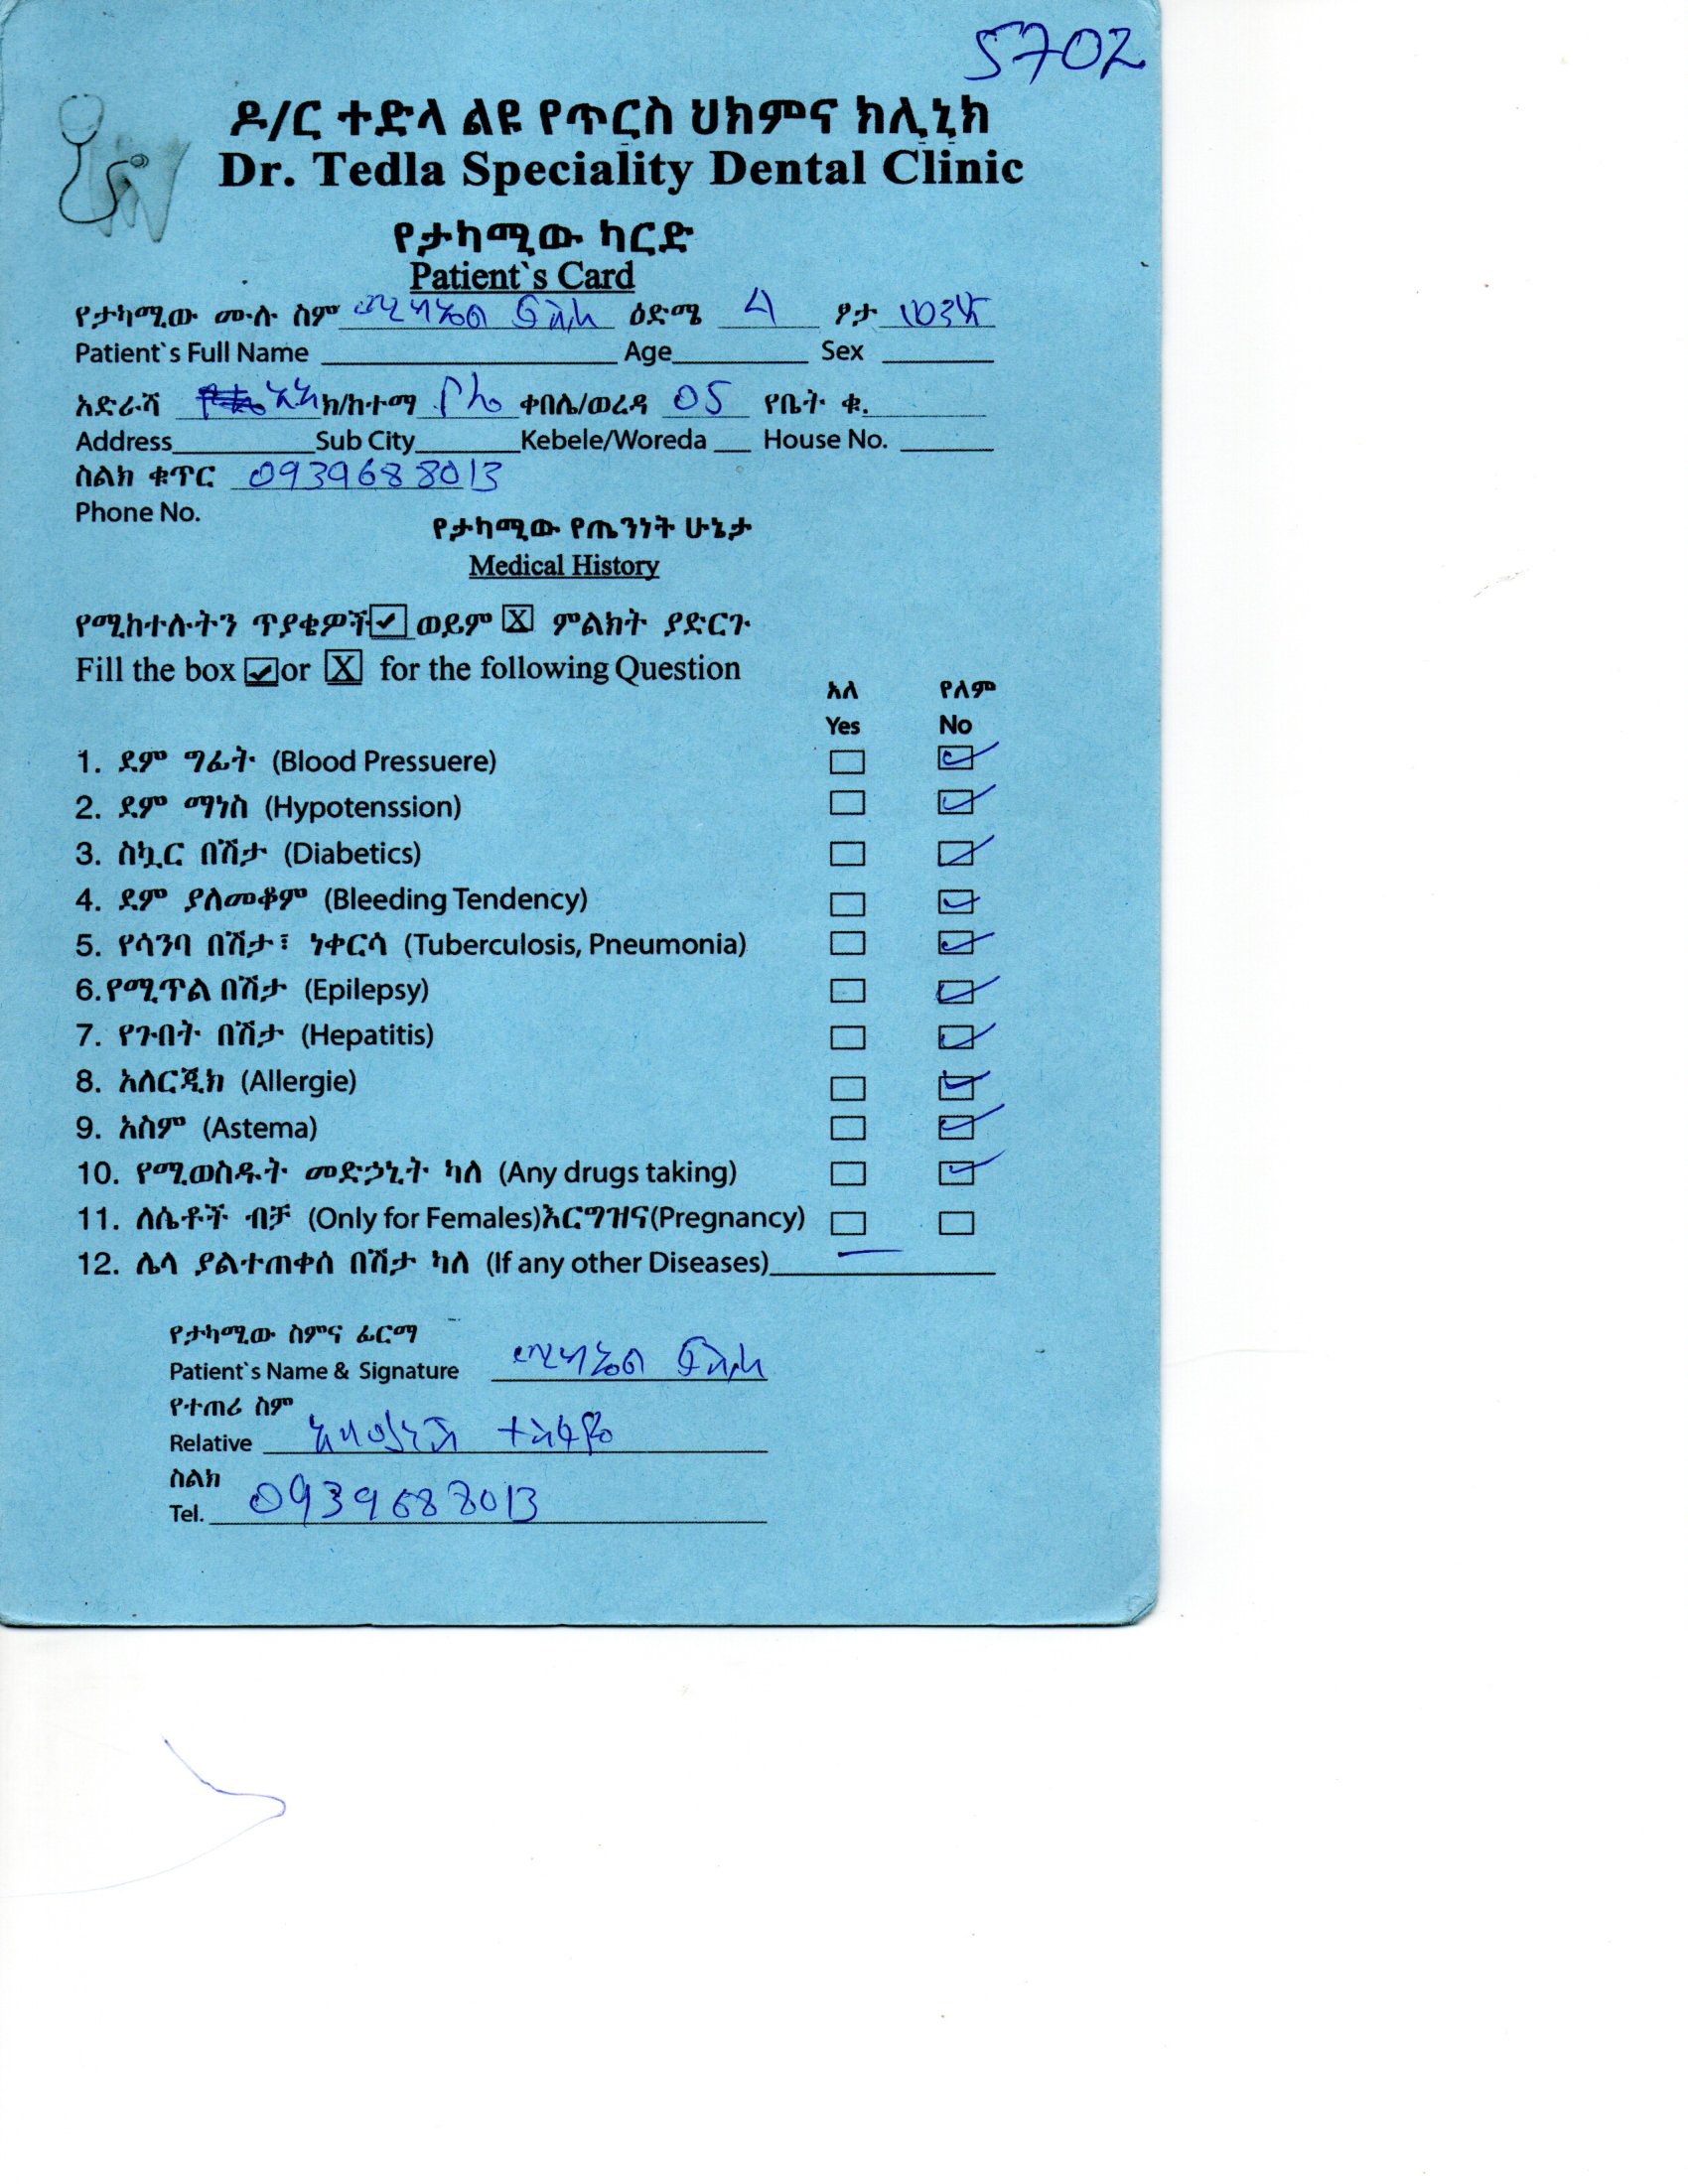 5702
ዶ/ር ተድላ ልዩ የጥርስ ህክምና ክሊኒክ
Dr. Tedla Speciality Dental Clinic
የታካሚው ካርድ
Patient`s Card
የታካሚው ሙሉ ስም ሚካኤል ዕድሜ 4 ፆታ ወንድ
Patient`s Full Name Age Sex
አድራሻ አአ ክ/ከተማ የካ ቀበሌ/ወረዳ 05 የቤት ቁ.
Address Sub City Kebele/Woreda House No.
ስልክ ቁጥር 0939688013
Phone No.
የታካሚው የጤንነት ሁኔታ
Medical History
የሚከተሉትን ጥያቄዎች ✓ ወይም X ምልክት ያድርጉ
Fill the box ✓ or X for the following Question
አለ የለም
Yes No
1. ደም ግፊት (Blood Pressuere)
2. ደም ማነስ (Hypotenssion)
3. ስኳር በሽታ (Diabetics)
4. ደም ያለመቆም (Bleeding Tendency)
5. የሳንባ በሽታ፣ ነቀርሳ (Tuberculosis, Pneumonia)
6.የሚጥል በሽታ (Epilepsy)
7. የጉበት በሽታ (Hepatitis)
8. አለርጂክ (Allergie)
9. አስም (Astema)
10. የሚወስዱት መድኃኒት ካለ (Any drugs taking)
11. ለሴቶች ብቻ (Only for Females)እርግዝና(Pregnancy)
12. ሌላ ያልተጠቀሰ በሽታ ካለ (If any other Diseases)
የታካሚው ስምና ፊርማ
Patient`s Name & Signature ሚካኤል
የተጠሪ ስም
Relative ተስፋዬ
ስልክ
Tel. 0939688013